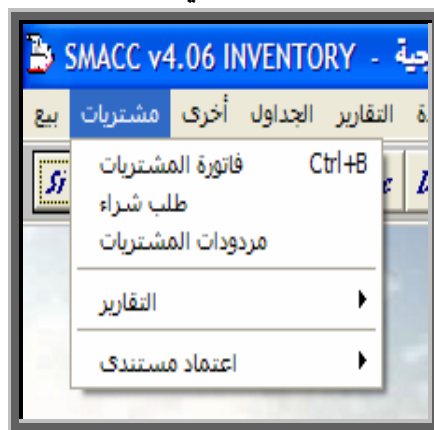 SMACC v4.06 INVENTORY -
بيع مشتريات أخرى الجداول التقارير
فاتورة المشتريات Ctrl+B
طلب شراء
مردودات المشتريات
التقارير
اعتماد مستندى